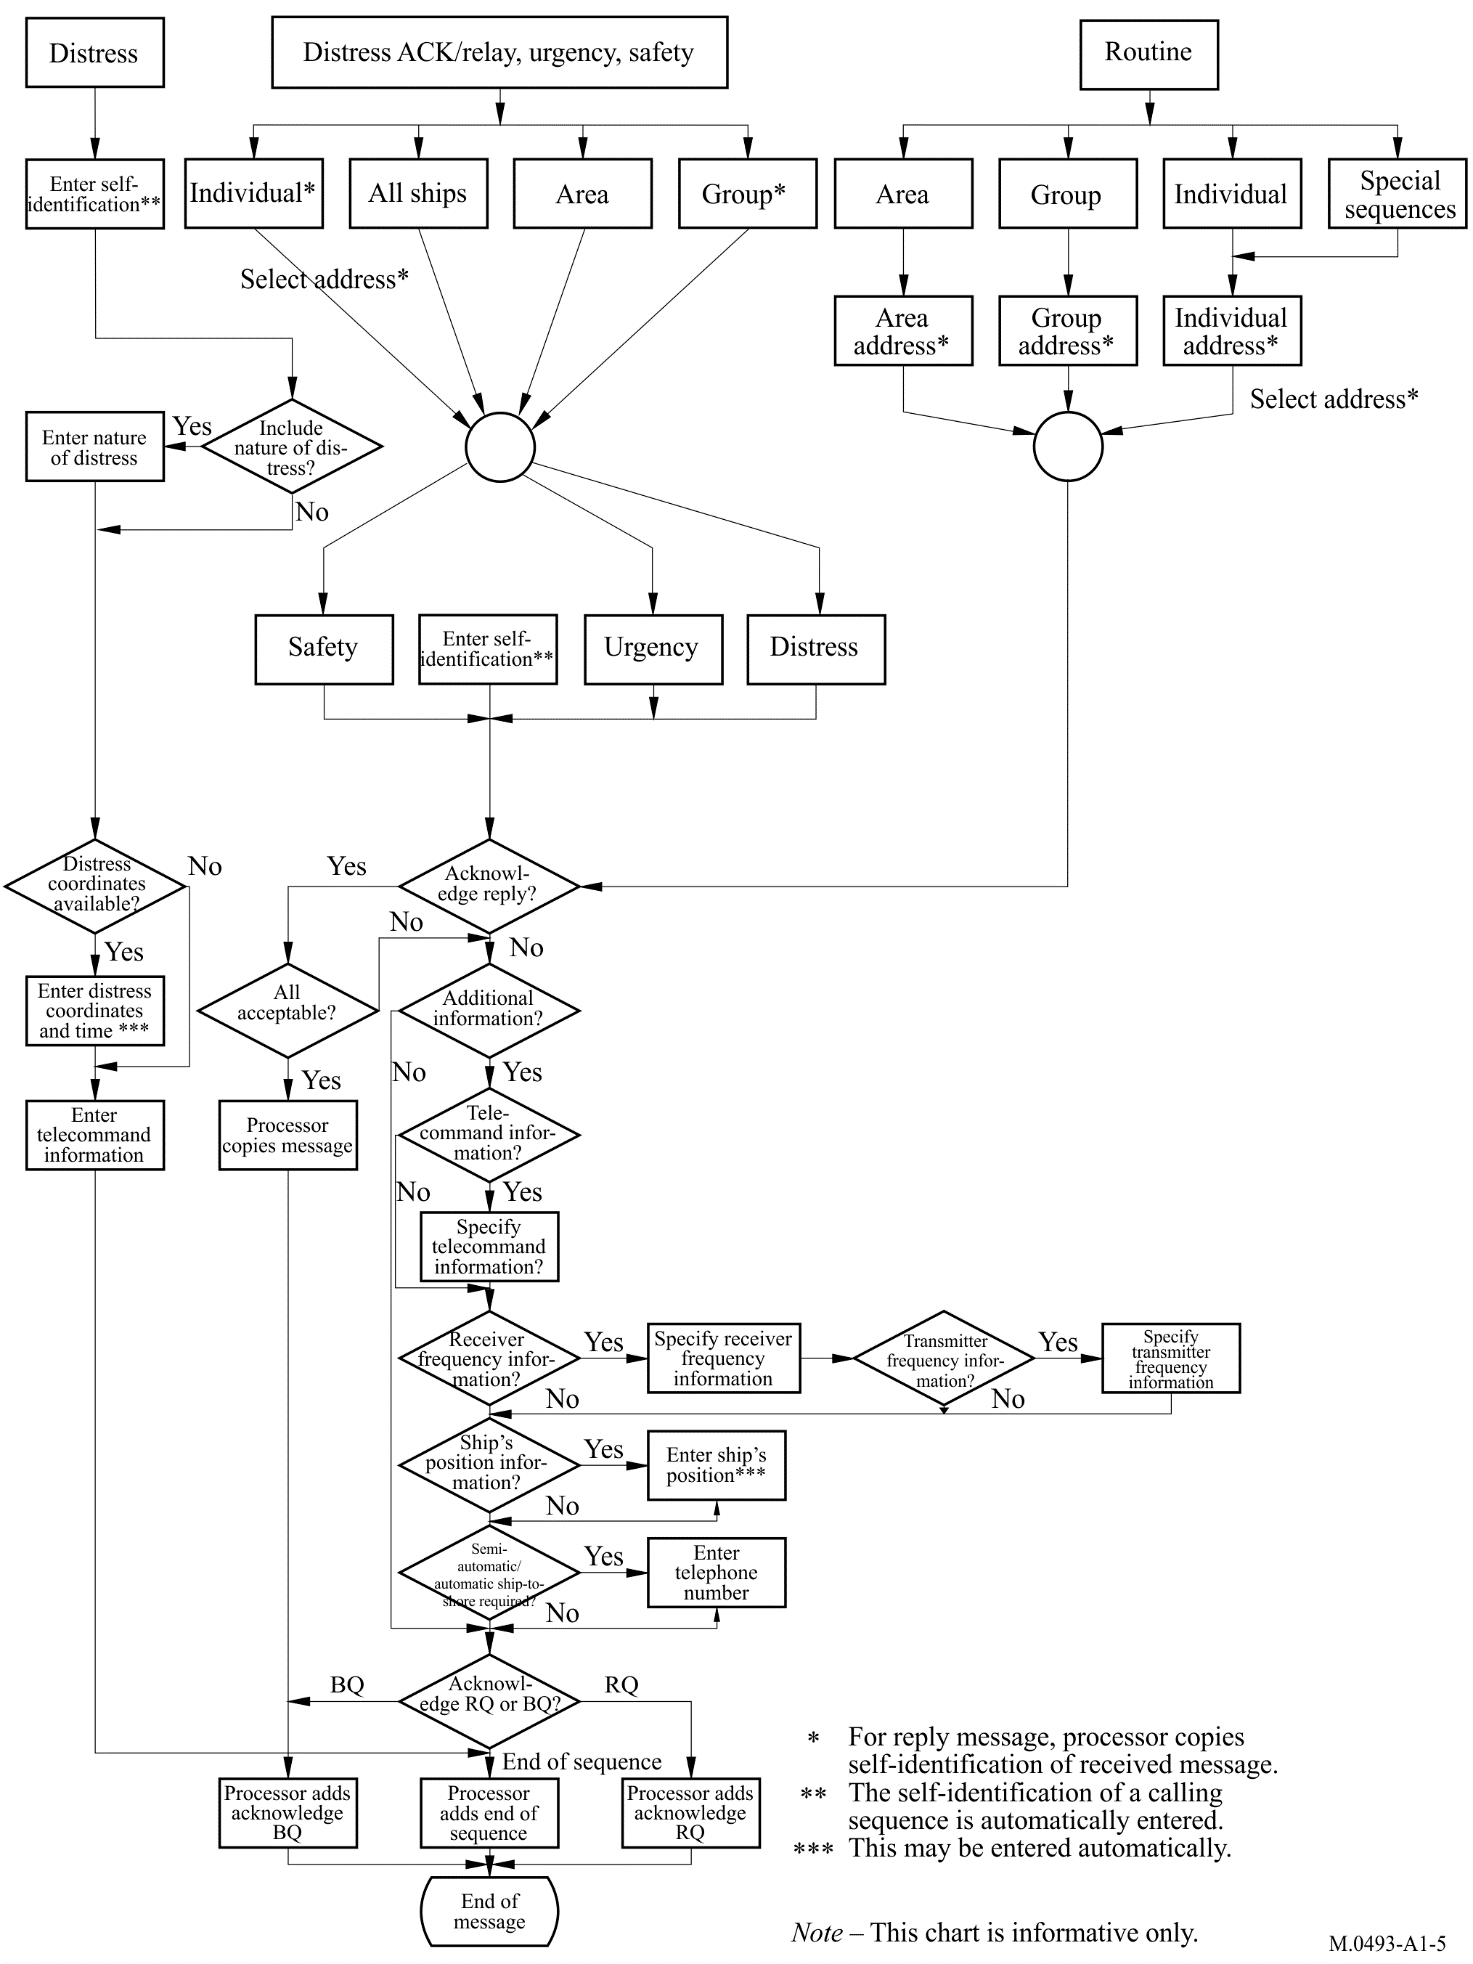 Distress
Distress ACK/relay, urgency, safety
Routine
Enter self-
identification**
Individual*
All ships
Area
Group*
Area
Group
Individual
Special
sequences
Select address*
Area
address*
Group
address*
Individual
address*
Select address*
Enter nature
of distress
Yes
Include
nature of dis-
tress?
No
Safety
Enter self-
identification**
Urgency
Distress
Distress
coordinates
available?
No
Yes
Yes
Acknowl-
edge reply?
No
No
Enter distress
coordinates
and time ***
All
acceptable?
Additional
information?
Yes
No
Yes
Enter
telecommand
information
Processor
copies message
Tele-
command infor-
mation?
No
Yes
Specify
telecommand
information?
Receiver
frequency infor-
mation?
Yes
Specify receiver
frequency
information
Transmitter
frequency infor-
mation?
Yes
Specify
transmitter
frequency
information
No
No
Ship's
position infor-
mation?
Yes
Enter ship's
position***
No
Semi-
automatic/
automatic ship-to-
shore required?
Yes
Enter
telephone
number
No
BQ
Acknowl-
edge RQ or BQ?
RQ
End of sequence
Processor adds
acknowledge
BQ
Processor
adds end of
sequence
Processor adds
acknowledge
RQ
End of
message
* For reply message, processor copies
self-identification of received message.
** The self-identification of a calling
sequence is automatically entered.
*** This may be entered automatically.
Note – This chart is informative only.
M.0493-A1-5